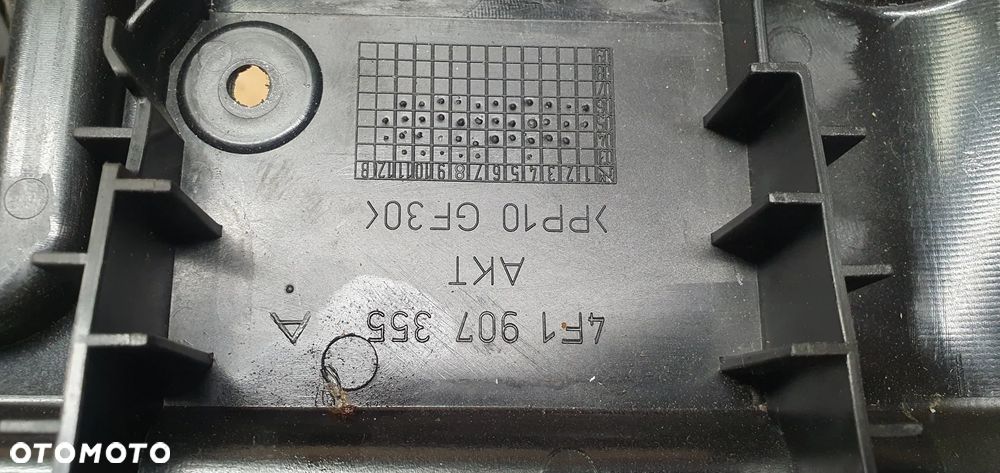 4F1 907 355 A
AKT
>PP10 GF30<
1 2 3 4 5 6 7 8 9 10 11 12
OTOMOTO